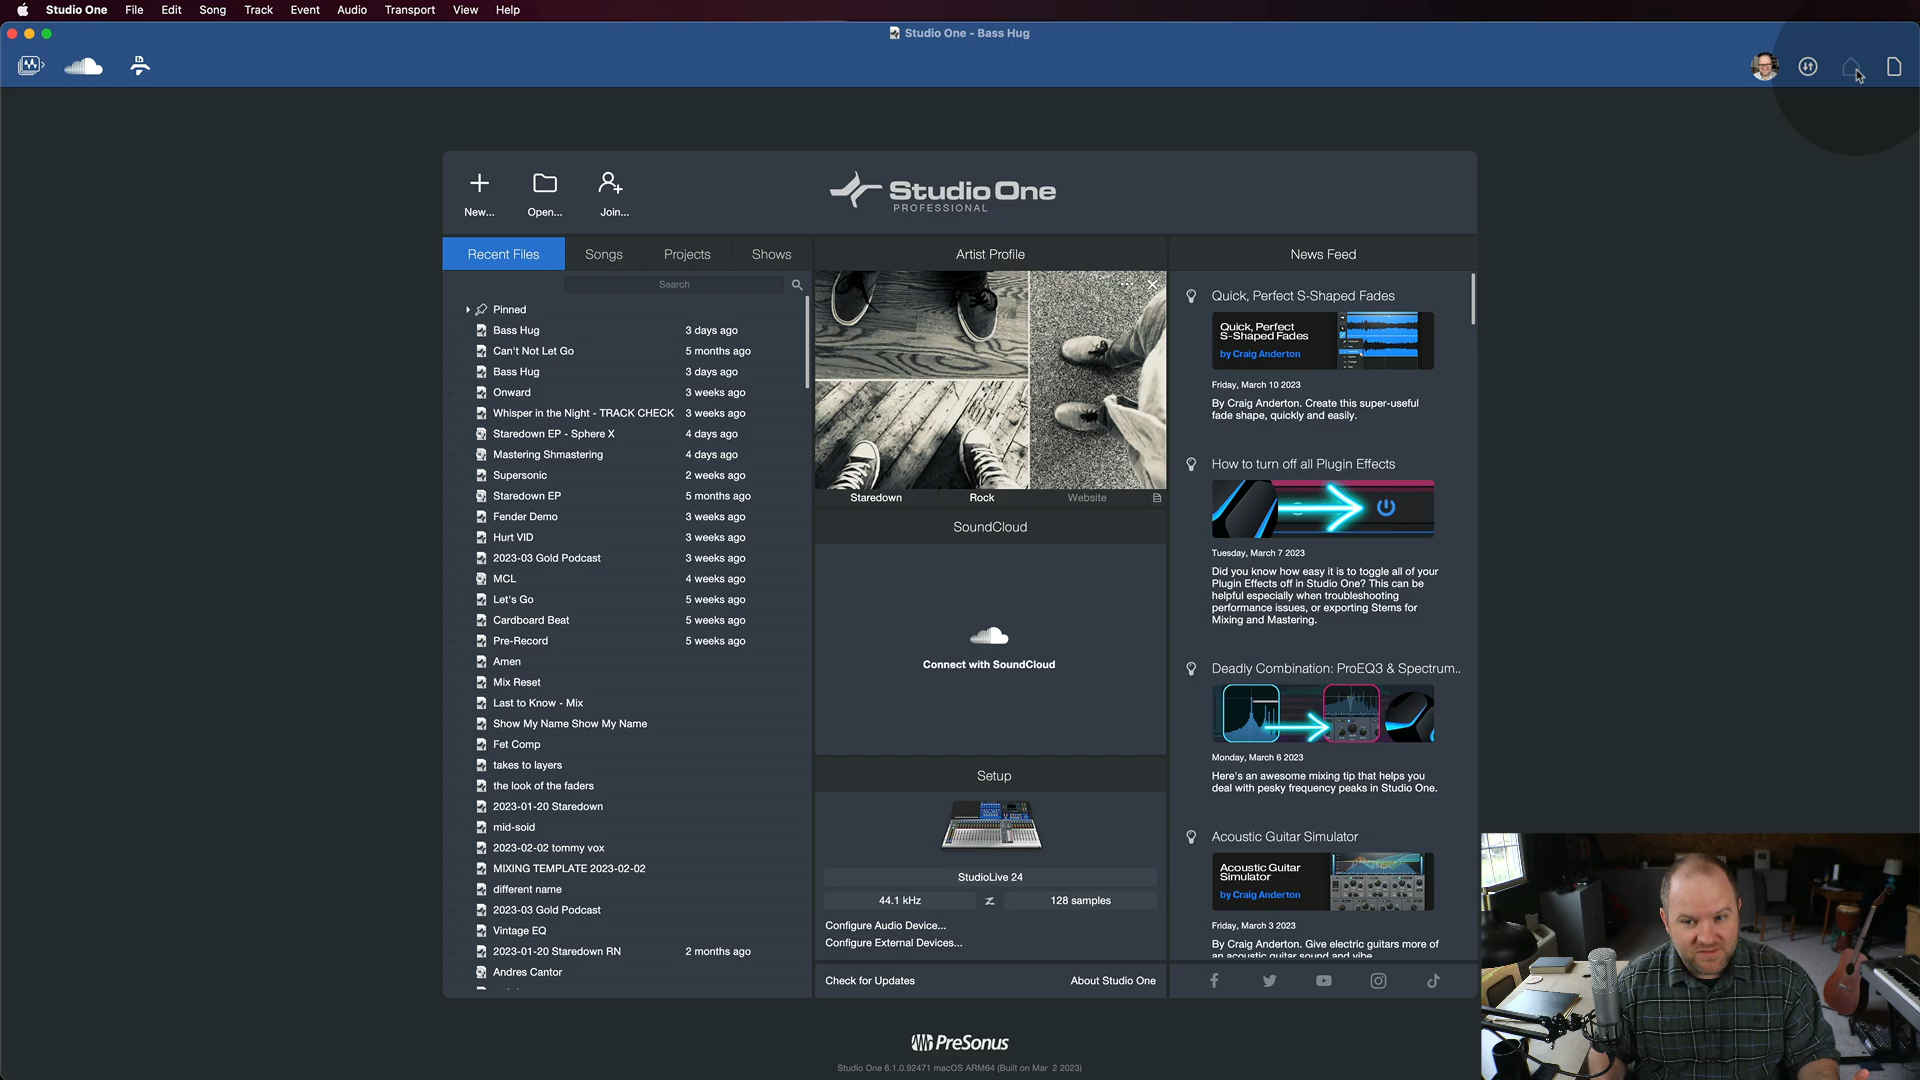 Studio One File Edit Song Track Event Audio Transport View Help
Studio One - Bass Hug
New... Open... Join...
Studio One
PROFESSIONAL
Recent Files Songs Projects Shows
Search
Pinned
Bass Hug 3 days ago
Can't Not Let Go 5 months ago
Bass Hug 3 days ago
Onward 3 weeks ago
Whisper in the Night - TRACK CHECK 3 weeks ago
Staredown EP - Sphere X 4 days ago
Mastering Shmastering 4 days ago
Supersonic 2 weeks ago
Staredown EP 5 months ago
Fender Demo 3 weeks ago
Hurt VID 3 weeks ago
2023-03 Gold Podcast 3 weeks ago
MCL 4 weeks ago
Let's Go 5 weeks ago
Cardboard Beat 5 weeks ago
Pre-Record 5 weeks ago
Amen
Mix Reset
Last to Know - Mix
Show My Name Show My Name
Fet Comp
takes to layers
the look of the faders
2023-01-20 Staredown
mid-soid
2023-02-02 tommy vox
MIXING TEMPLATE 2023-02-02
different name
2023-03 Gold Podcast
Vintage EQ
2023-01-20 Staredown RN 2 months ago
Andres Cantor
Artist Profile
Staredown Rock Website
SoundCloud
Connect with SoundCloud
Setup
StudioLive 24
44.1 kHz 128 samples
Configure Audio Device...
Configure External Devices...
Check for Updates About Studio One
News Feed
Quick, Perfect S-Shaped Fades
Quick, Perfect
S-Shaped Fades
by Craig Anderton
Friday, March 10 2023
By Craig Anderton. Create this super-useful
fade shape, quickly and easily.
How to turn off all Plugin Effects
Tuesday, March 7 2023
Did you know how easy it is to toggle all of your
Plugin Effects off in Studio One? This can be
helpful especially when troubleshooting
performance issues, or exporting Stems for
Mixing and Mastering.
Deadly Combination: ProEQ3 & Spectrum..
Monday, March 6 2023
Here's an awesome mixing tip that helps you
deal with pesky frequency peaks in Studio One.
Acoustic Guitar Simulator
Acoustic Guitar
Simulator
by Craig Anderton
Friday, March 3 2023
By Craig Anderton. Give electric guitars more of
an acoustic guitar sound and vibe.
PreSonus
Studio One 6.1.0.92471 macOS ARM64 (Built on Mar 2 2023)